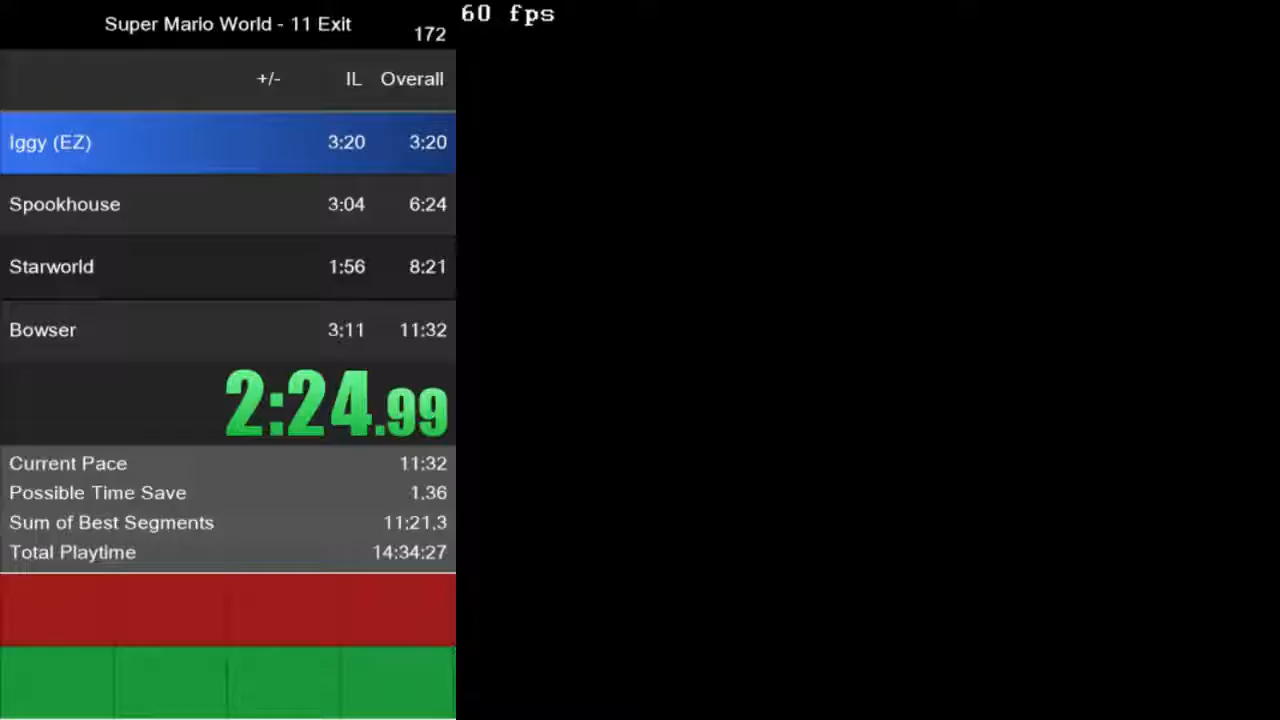 Super Mario World - 11 Exit
172
60 fps
+/- IL Overall
Iggy (EZ) 3:20 3:20
Spookhouse 3:04 6:24
Starworld 1:56 8:21
Bowser 3:11 11:32
2:24.99
Current Pace 11:32
Possible Time Save 1.36
Sum of Best Segments 11:21.3
Total Playtime 14:34:27